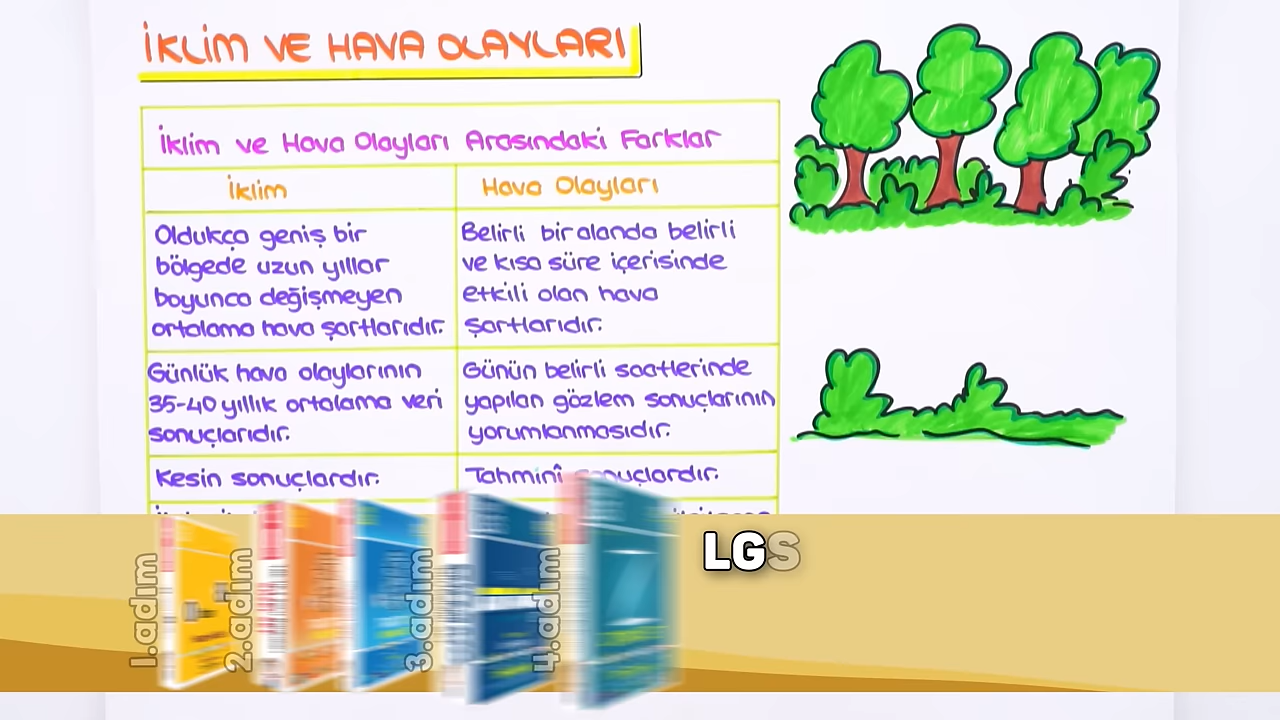 İKLİM VE HAVA OLAYLARI
İklim ve Hava Olayları Arasındaki Farklar
İklim
Hava Olayları
Oldukça geniş bir
bölgede uzun yıllar
boyunca değişmeyen
ortalama hava şartlarıdır.
Belirli bir alanda belirli
ve kısa süre içerisinde
etkili olan hava
şartlarıdır.
Günlük hava olaylarının
35-40 yıllık ortalama veri
sonuçlarıdır.
Günün belirli saatlerinde
yapılan gözlem sonuçlarının
yorumlanmasıdır.
Kesin sonuçlardır.
Tahminî sonuçlardır.
1.adım
2.adım
3.adım
4.adım
LGS